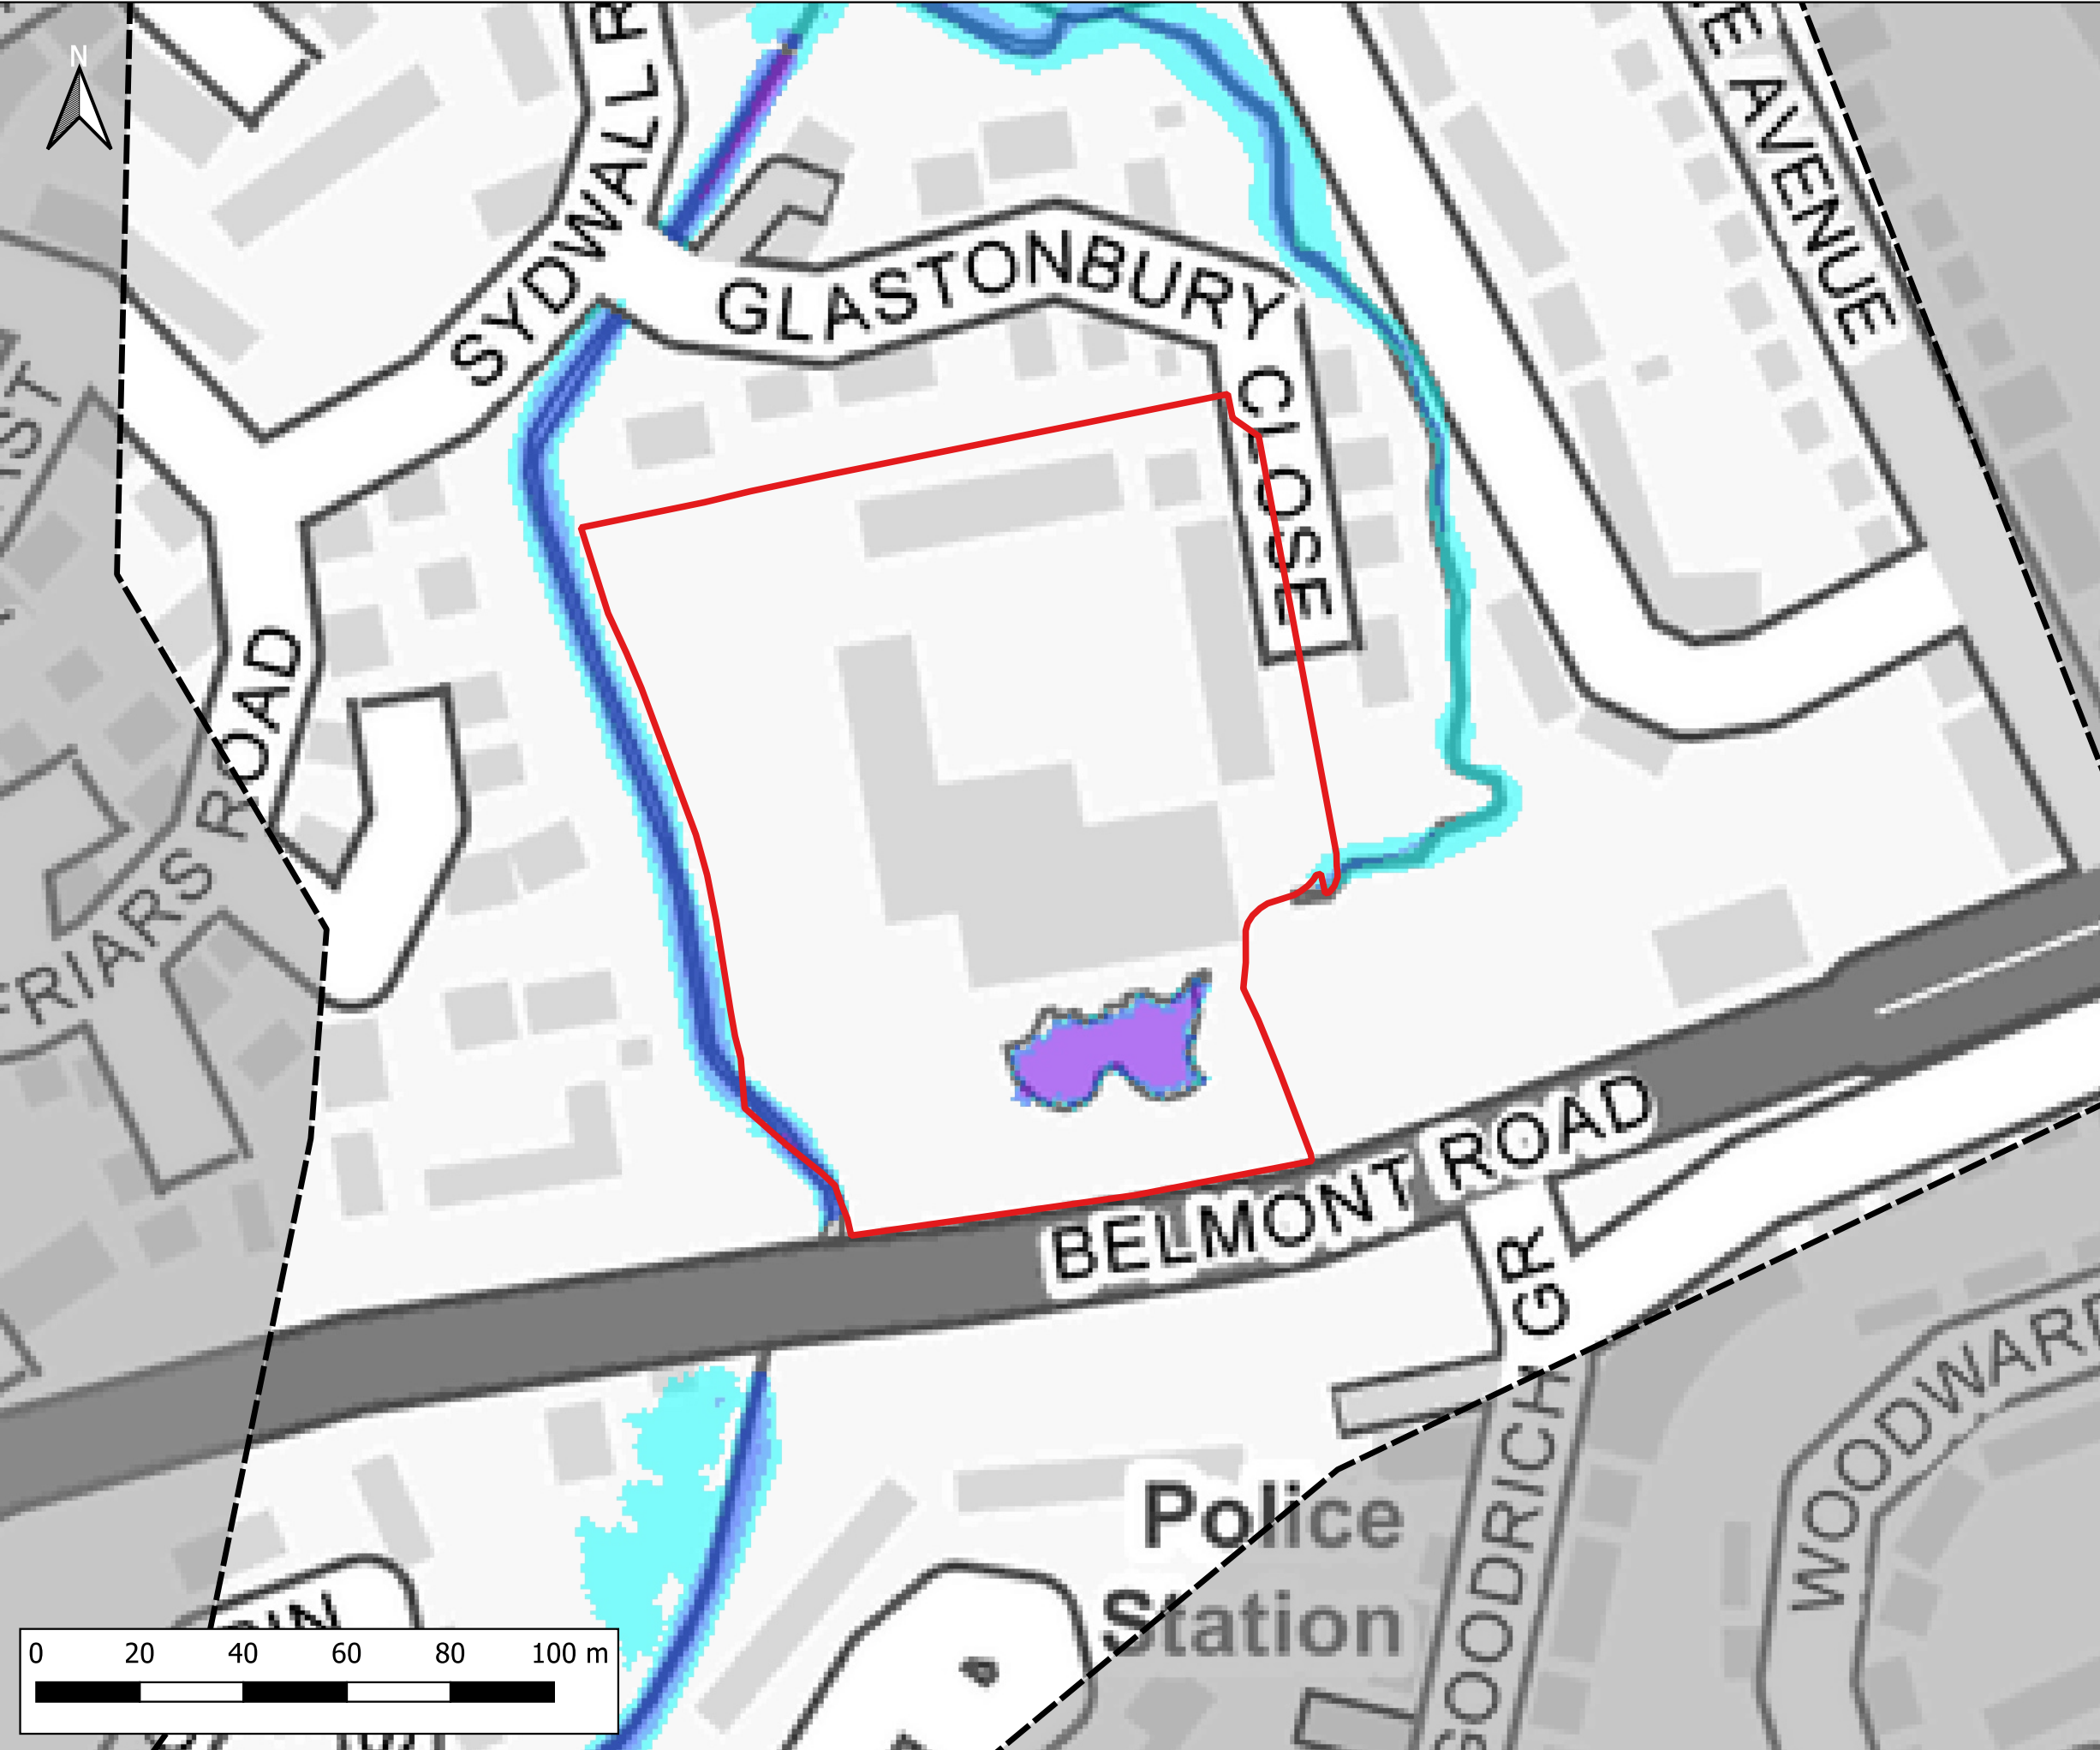 N
SYDWALL R
GLASTONBURY
CLOSE
E AVENUE
ROAD
FRIARS
BELMONT ROAD
GR
GOODRICH
WOODWARD
Police
Station
0 20 40 60 80 100 m